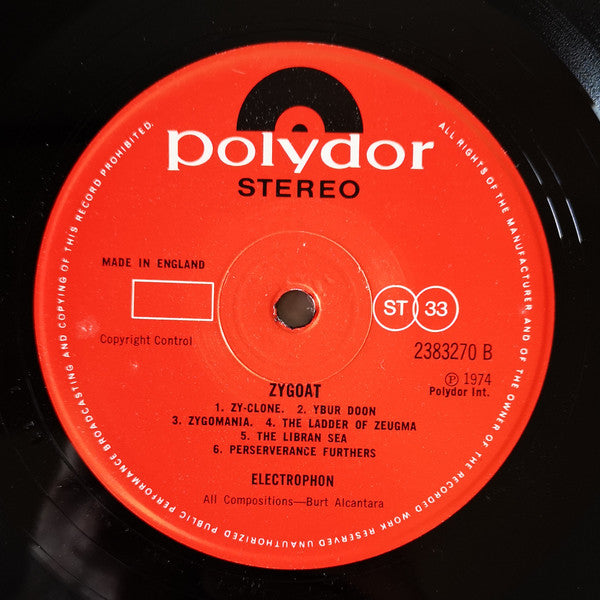 polydor
STEREO
MADE IN ENGLAND
Copyright Control
ST 33
2383270 B
Ⓟ 1974
Polydor Int.
ZYGOAT
1. ZY-CLONE. 2. YBUR DOON
3. ZYGOMANIA. 4. THE LADDER OF ZEUGMA
5. THE LIBRAN SEA
6. PERSERVERANCE FURTHERS
ELECTROPHON
All Compositions—Burt Alcantara
ALL RIGHTS OF THE MANUFACTURER AND OF THE OWNER OF THE RECORDED WORK RESERVED UNAUTHORIZED PUBLIC PERFORMANCE BROADCASTING AND COPYING OF THIS RECORD PROHIBITED.